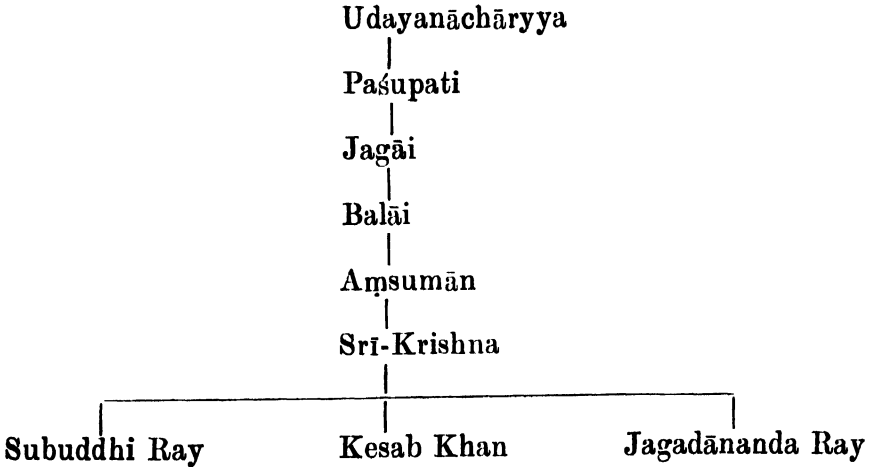 Udayanāchāryya
Paśupati
Jagāi
Balāi
Aṃsumān
Srī-Krishna
Subuddhi Ray Kesab Khan Jagadānanda Ray